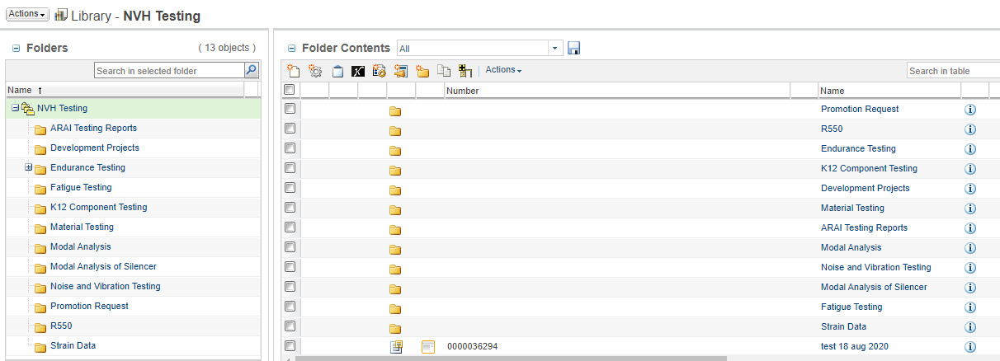 Actions Library - NVH Testing
Folders ( 13 objects )
Search in selected folder
Name ↑
NVH Testing
ARAI Testing Reports
Development Projects
Endurance Testing
Fatigue Testing
K12 Component Testing
Material Testing
Modal Analysis
Modal Analysis of Silencer
Noise and Vibration Testing
Promotion Request
R550
Strain Data
Folder Contents All
Actions Search in table
Number Name
Promotion Request
R550
Endurance Testing
K12 Component Testing
Development Projects
Material Testing
ARAI Testing Reports
Modal Analysis
Noise and Vibration Testing
Modal Analysis of Silencer
Fatigue Testing
Strain Data
0000036294 test 18 aug 2020